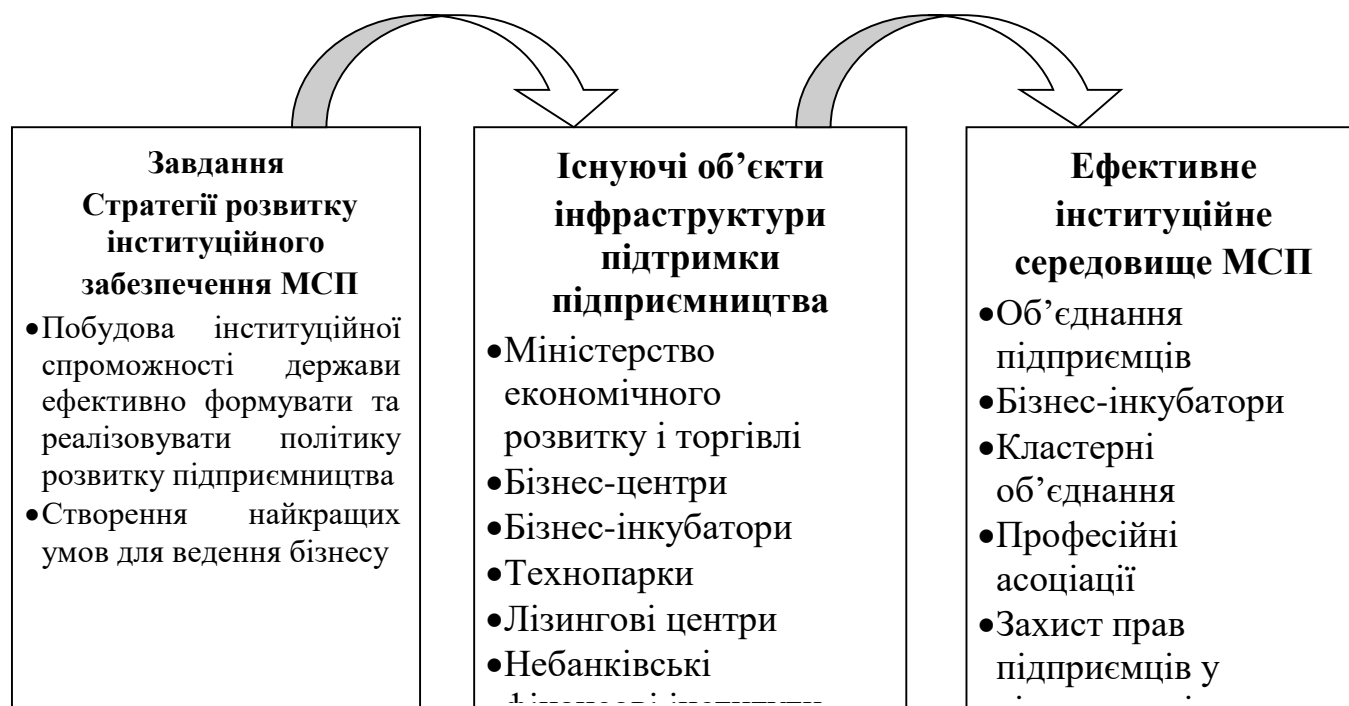 Завдання
Стратегії розвитку
інституційного
забезпечення МСП
•Побудова інституційної
спроможності держави
ефективно формувати та
реалізовувати політику
розвитку підприємництва
•Створення найкращих
умов для ведення бізнесу
Існуючі об’єкти
інфраструктури
підтримки
підприємництва
•Міністерство
економічного
розвитку і торгівлі
•Бізнес-центри
•Бізнес-інкубатори
•Технопарки
•Лізингові центри
•Небанківські
Ефективне
інституційне
середовище МСП
•Об’єднання
підприємців
•Бізнес-інкубатори
•Кластерні
об’єднання
•Професійні
асоціації
•Захист прав
підприємців у